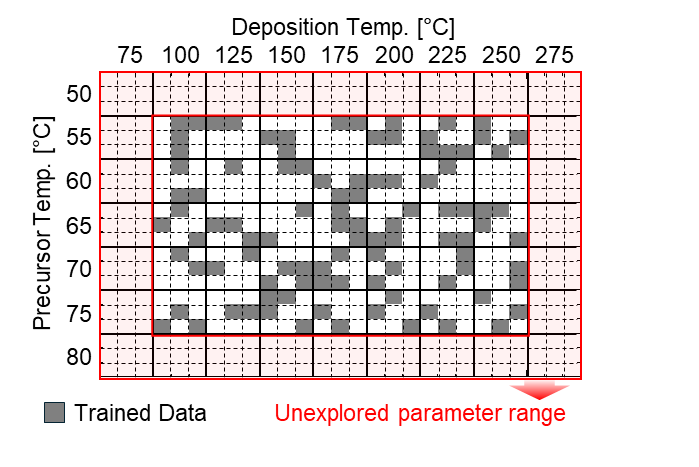 Deposition Temp. [°C]
75 100 125 150 175 200 225 250 275
Precursor Temp. [°C]
50
55
60
65
70
75
80
Trained Data
Unexplored parameter range